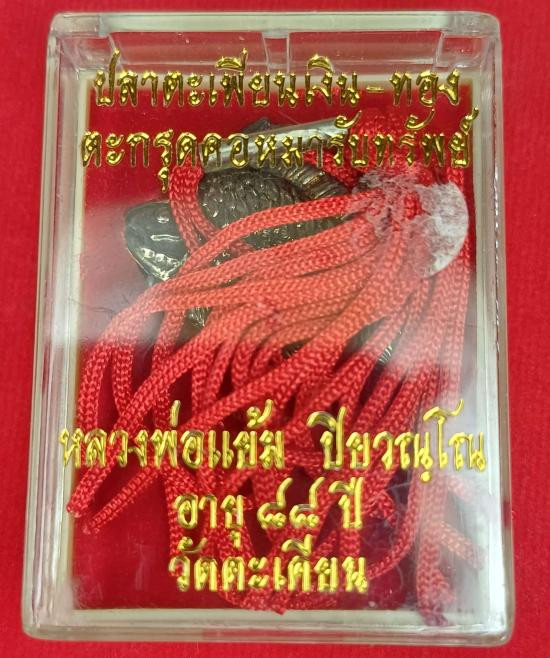 ปลาตะเพียนเงิน-ทอง
ตะกรุดคอหมารับทรัพย์
หลวงพ่อแย้ม ปิยวณฺโณ
อายุ ๘๘ ปี
วัดตะเคียน